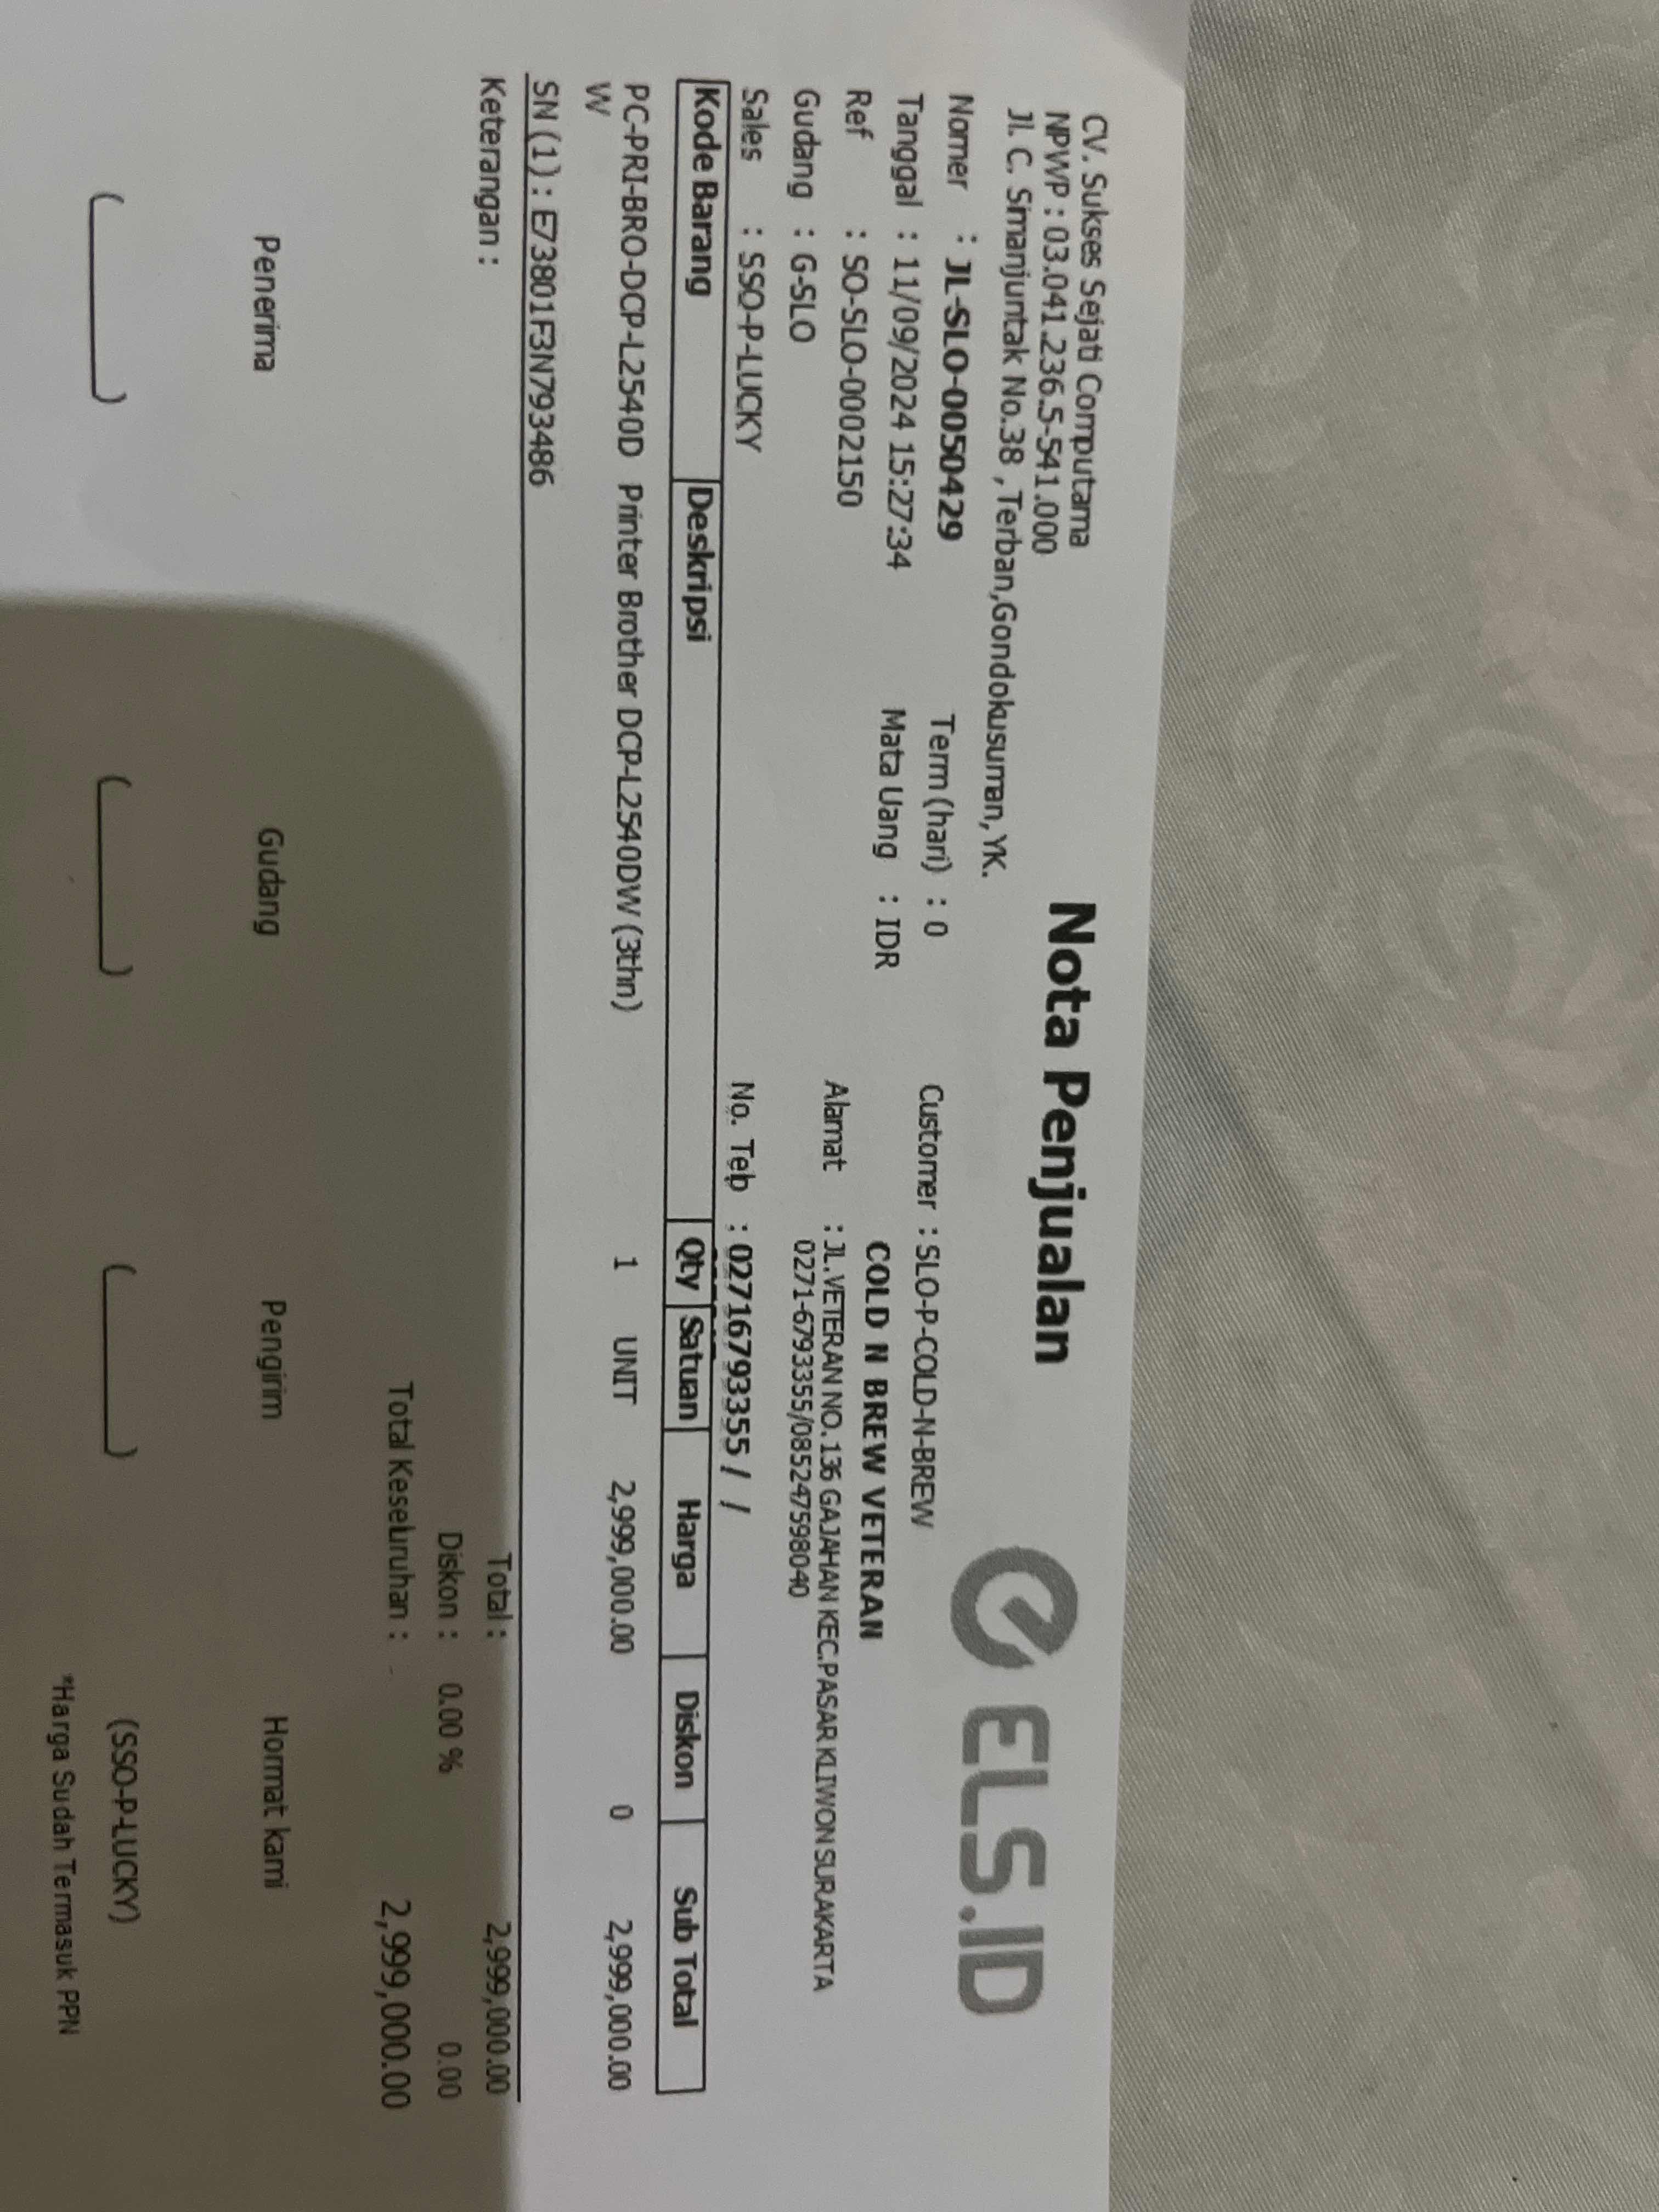 CV. Sukses Sejati Computama
NPWP : 03.041.236.5-541.000
Jl. C. Simanjuntak No.38 ,Terban,Gondokusuman, YK.
Nota Penjualan
ELS.ID
Nomer : JL-SLO-0050429
Tanggal : 11/09/2024 15:27:34
Ref : SO-SLO-0002150
Gudang : G-SLO
Sales : SSO-P-LUCKY
Term (hari) : 0
Mata Uang : IDR
Customer : SLO-P-COLD-N-BREW
COLD N BREW VETERAN
Alamat : JL.VETERAN NO. 136 GAJAHAN KEC.PASAR KLIWON SURAKARTA
0271-6793355/085247598040
No. Telp : 02716793355 / /
Kode Barang Deskripsi Qty Satuan Harga Diskon Sub Total
PC-PRI-BRO-DCP-L2540D Printer Brother DCP-L2540DW (3thn) 1 UNIT 2,999,000.00 0 2,999,000.00
W
SN (1) : E73801F3N793486
Keterangan :
Total : 2,999,000.00
Diskon : 0.00 % 0.00
Total Keseluruhan : 2,999,000.00
Penerima Gudang Pengirim Hormat kami
(________) (________) (________) (SSO-P-LUCKY)
*Harga Sudah Termasuk PPN